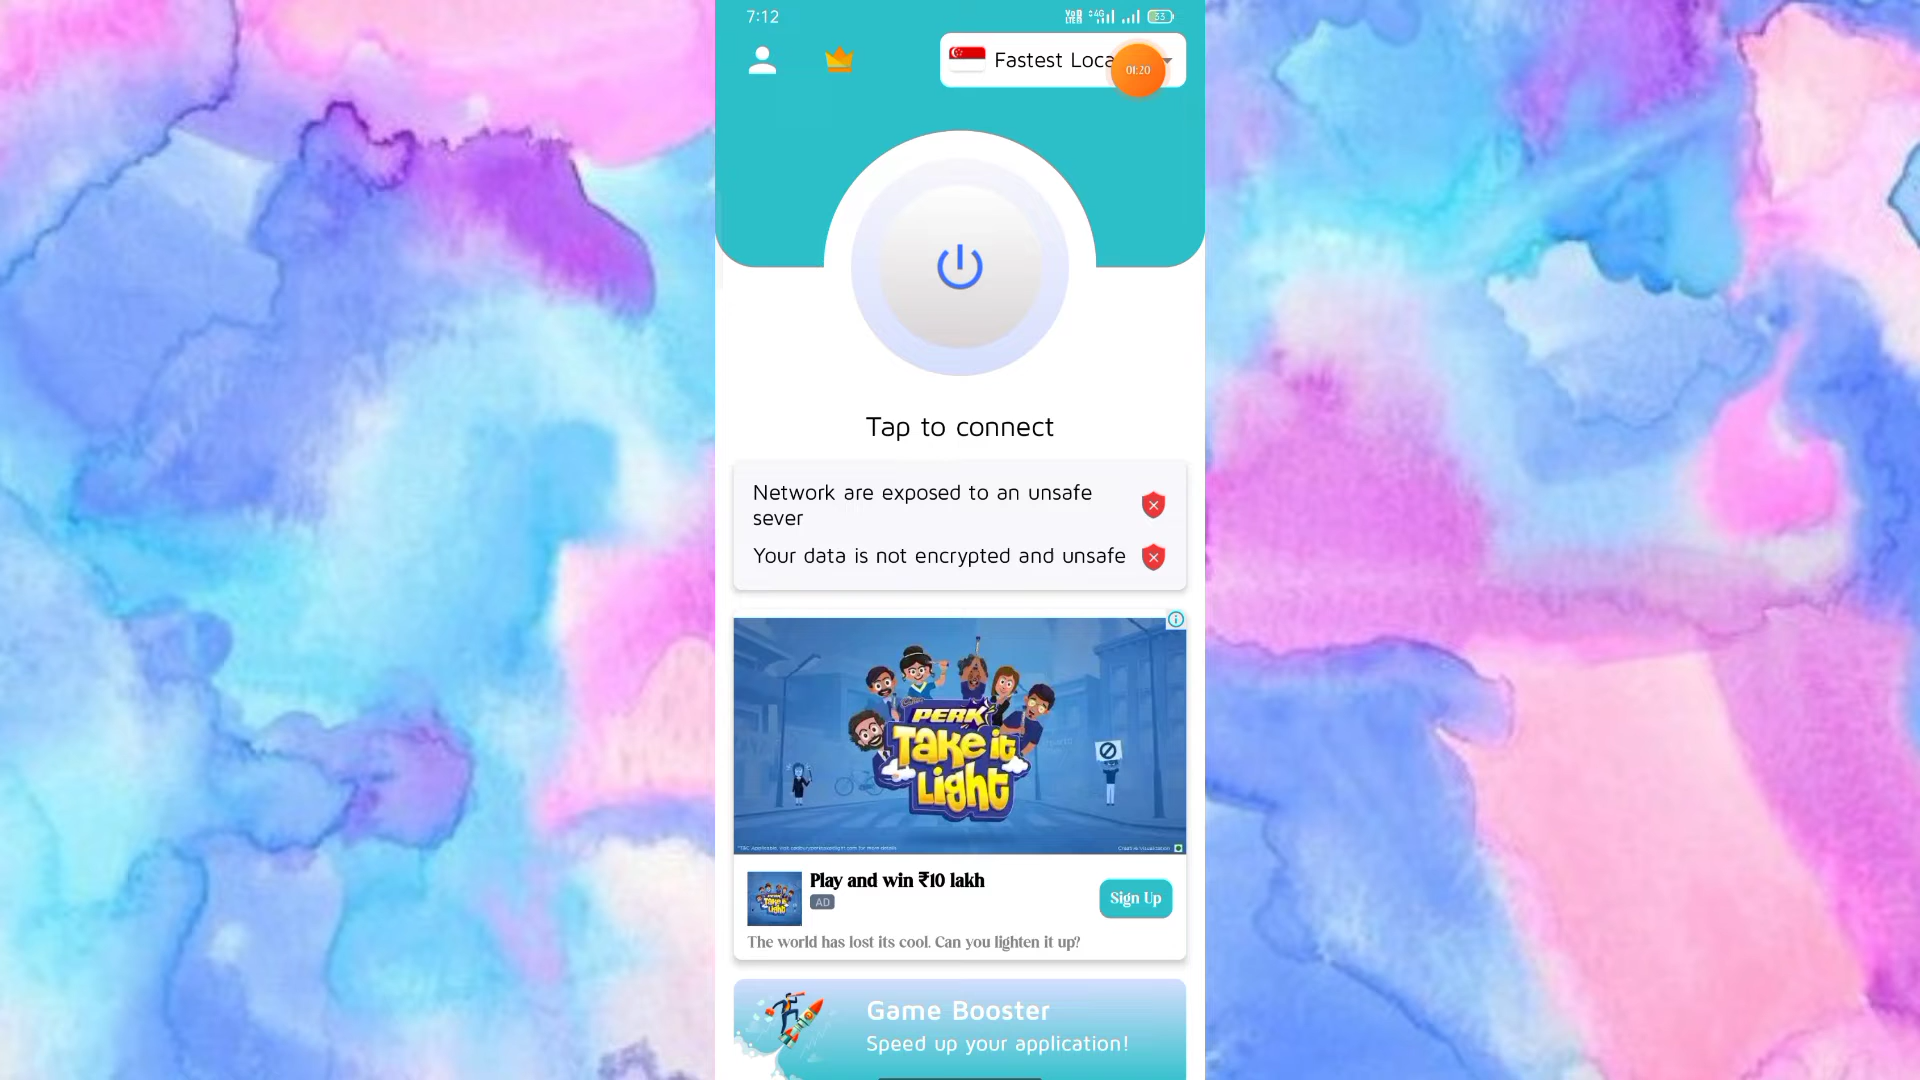 7:12
4G
33
Fastest Loca
01:20
Tap to connect
Network are exposed to an unsafe
sever
Your data is not encrypted and unsafe
PERK
Take it
Light
Play and win ₹10 lakh
AD
Sign Up
The world has lost its cool. Can you lighten it up?
Game Booster
Speed up your application!